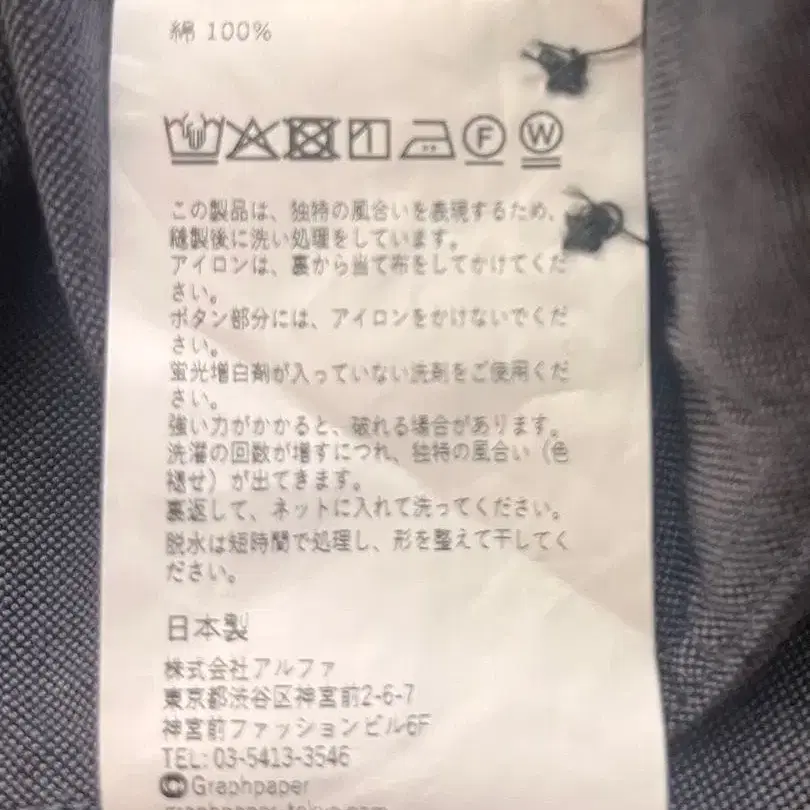 綿 100%
F W
この製品は、独特の風合いを表現するため、
縫製後に洗い処理をしています。
アイロンは、裏から当て布をしてかけてくだ
さい。
ボタン部分には、アイロンをかけないでくだ
さい。
蛍光増白剤が入っていない洗剤をご使用くだ
さい。
強い力がかかると、破れる場合があります。
洗濯の回数が増すにつれ、独特の風合い（色
褪せ）が出てきます。
裏返して、ネットに入れて洗ってください。
脱水は短時間で処理し、形を整えて干してく
ださい。
日本製
株式会社アルファ
東京都渋谷区神宮前2-6-7
神宮前ファッションビル6F
TEL: 03-5413-3546
©Graphpaper
graphpaper-tokyo.com